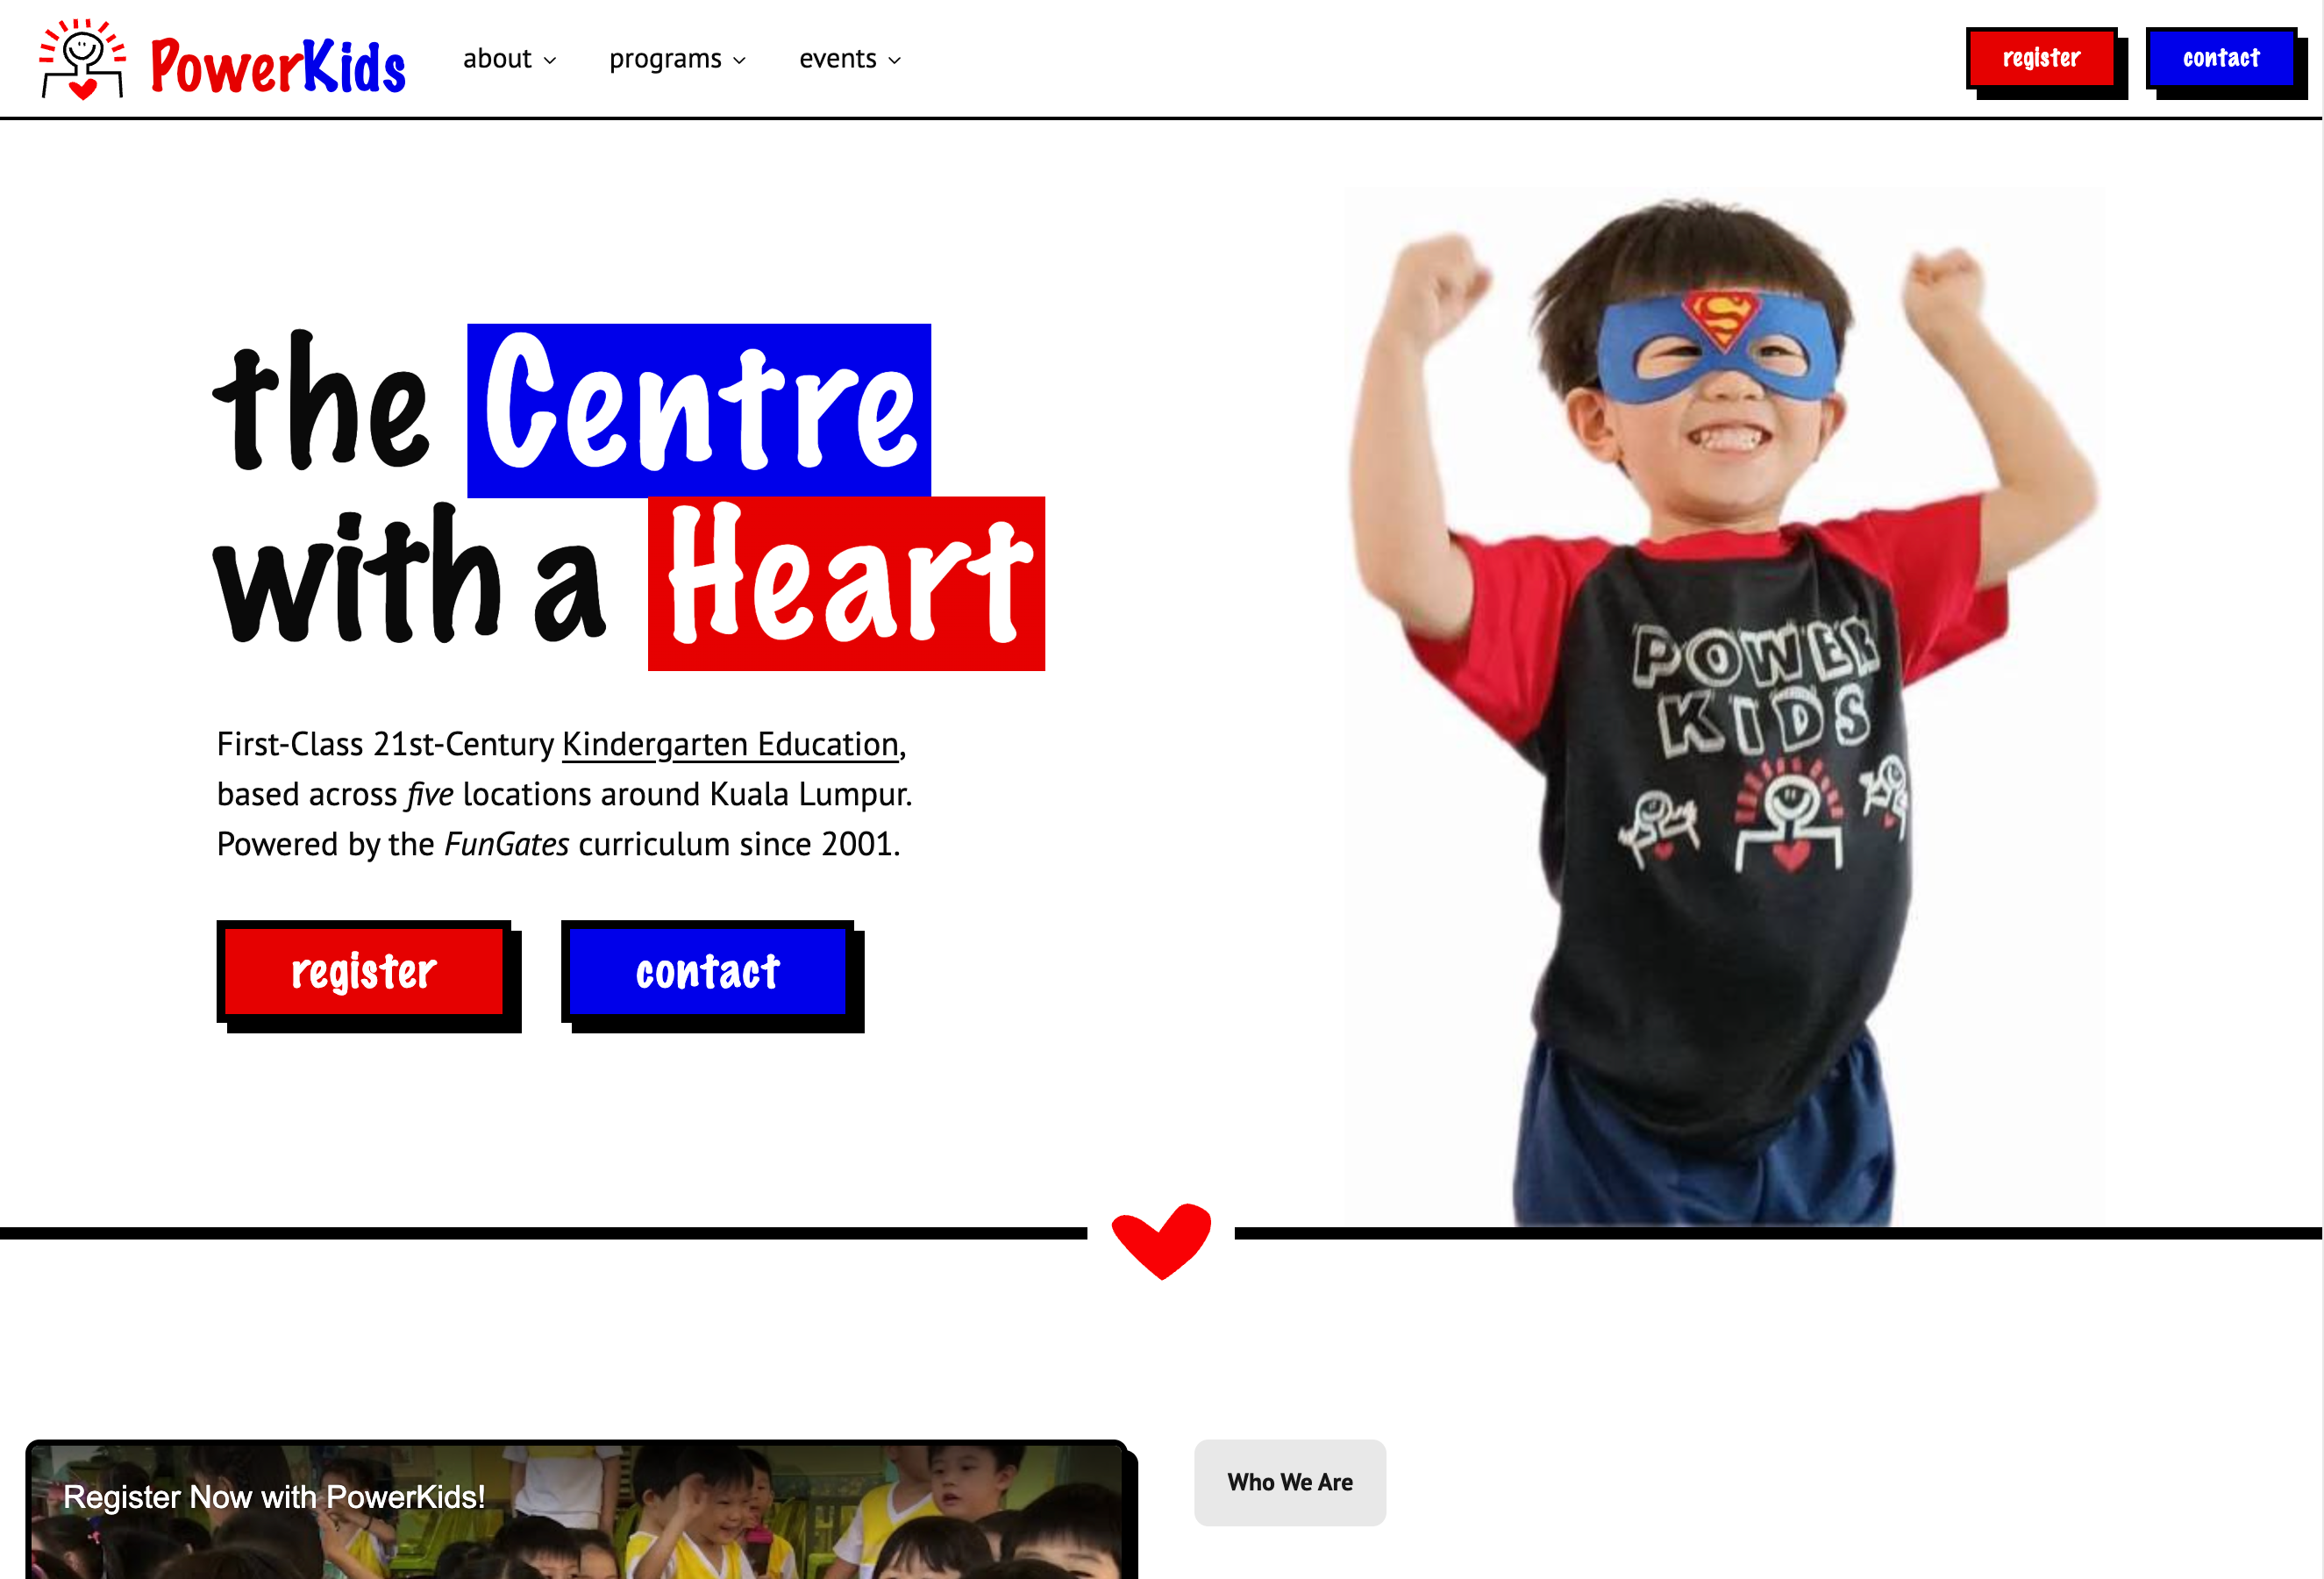 PowerKids
about
programs
events
register
contact
the Centre
with a Heart
First-Class 21st-Century Kindergarten Education,
based across five locations around Kuala Lumpur.
Powered by the FunGates curriculum since 2001.
register
contact
POWER
KIDS
Register Now with PowerKids!
Who We Are